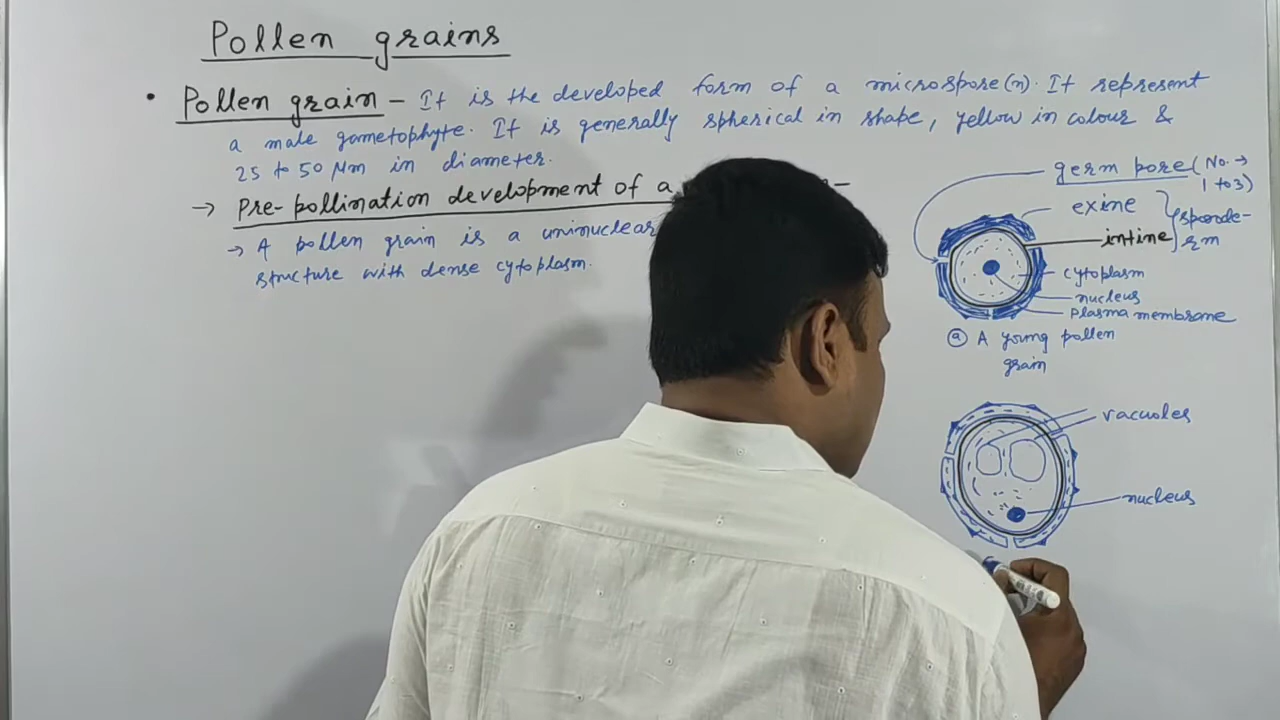 Pollen grains
• Pollen grain – It is the developed form of a microspore(n). It represent
a male gametophyte. It is generally spherical in shape, yellow in colour &
25 to 50 μm in diameter.
→ Pre-pollination development of a –
→ A pollen grain is a uninuclear
structure with dense cytoplasm.
germ pore (No. →
1 to 3)
exine
intine
sporode-
rm
cytoplasm
nucleus
plasma membrane
ⓐ A young pollen
grain
vacuoles
nucleus